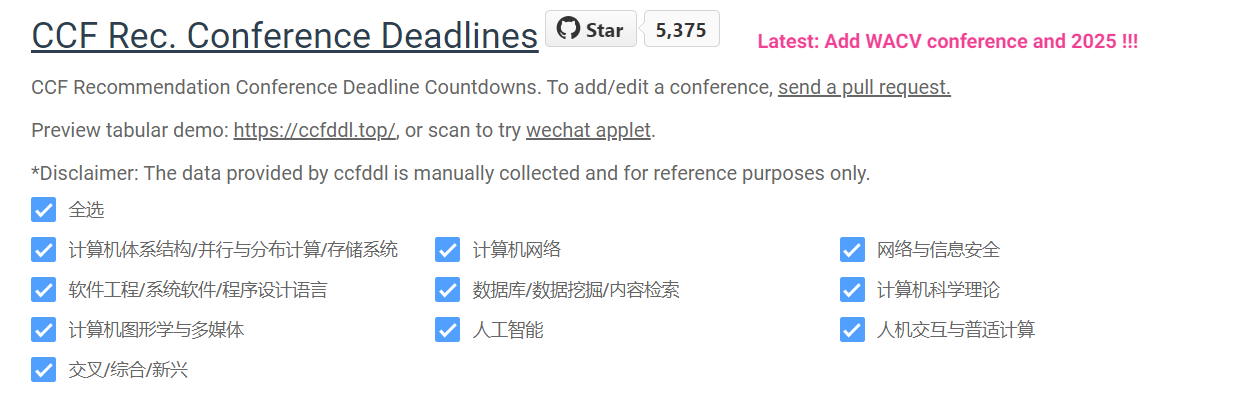 CCF Rec. Conference Deadlines Star 5,375 Latest: Add WACV conference and 2025 !!!
CCF Recommendation Conference Deadline Countdowns. To add/edit a conference, send a pull request.
Preview tabular demo: https://ccfddl.top/, or scan to try wechat applet.
*Disclaimer: The data provided by ccfddl is manually collected and for reference purposes only.
全选
计算机体系结构/并行与分布计算/存储系统 计算机网络 网络与信息安全
软件工程/系统软件/程序设计语言 数据库/数据挖掘/内容检索 计算机科学理论
计算机图形学与多媒体 人工智能 人机交互与普适计算
交叉/综合/新兴